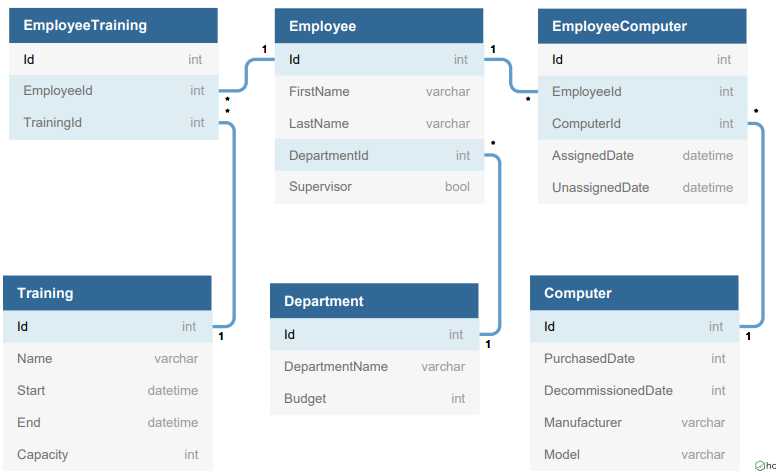 EmployeeTraining
Id int
EmployeeId int
TrainingId int
1
*
*
Employee
Id int
FirstName varchar
LastName varchar
DepartmentId int
Supervisor bool
1
*
*
EmployeeComputer
Id int
EmployeeId int
ComputerId int
AssignedDate datetime
UnassignedDate datetime
*
Training
Id int
Name varchar
Start datetime
End datetime
Capacity int
1
Department
Id int
DepartmentName varchar
Budget int
1
Computer
Id int
PurchasedDate int
DecommissionedDate int
Manufacturer varchar
Model varchar
1
hc